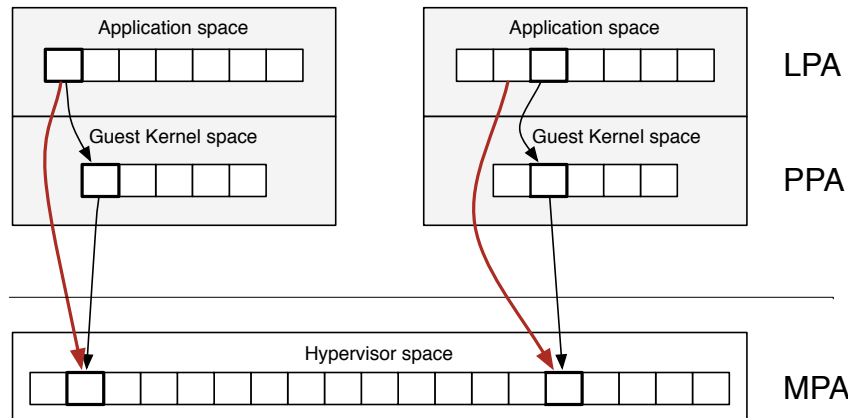 Application space
Application space
LPA
Guest Kernel space
Guest Kernel space
PPA
Hypervisor space
MPA